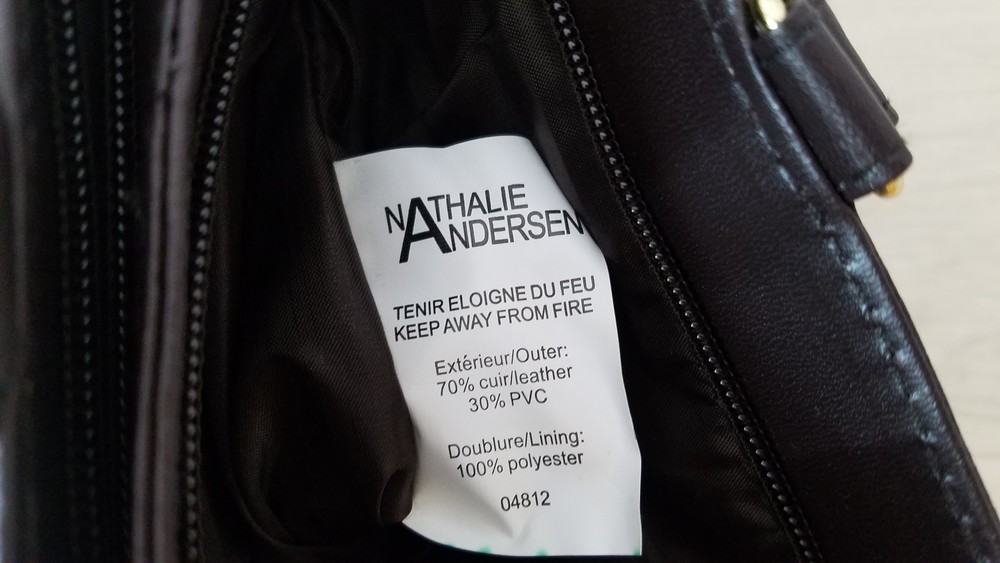 NATHALIE
ANDERSEN
TENIR ELOIGNE DU FEU
KEEP AWAY FROM FIRE
Extérieur/Outer:
70% cuir/leather
30% PVC
Doublure/Lining:
100% polyester
04812